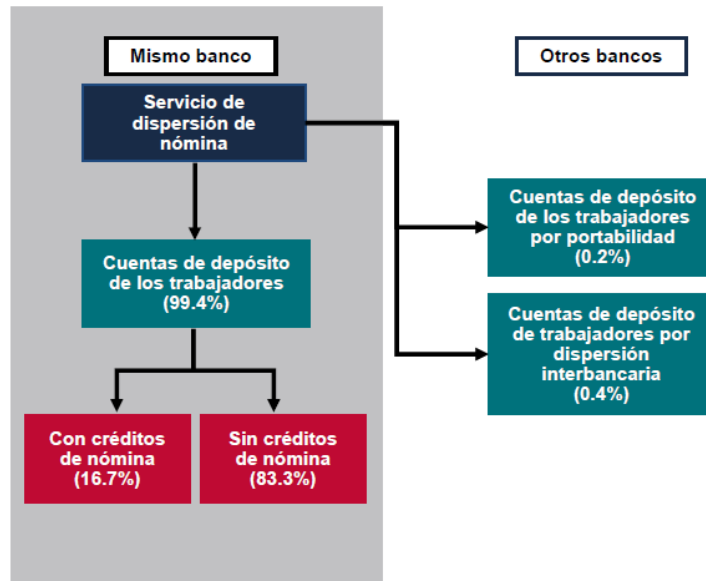 Mismo banco
Servicio de
dispersión de
nómina
Cuentas de depósito
de los trabajadores
(99.4%)
Con créditos
de nómina
(16.7%)
Sin créditos
de nómina
(83.3%)
Otros bancos
Cuentas de depósito
de los trabajadores
por portabilidad
(0.2%)
Cuentas de depósito
de trabajadores por
dispersión
interbancaria
(0.4%)